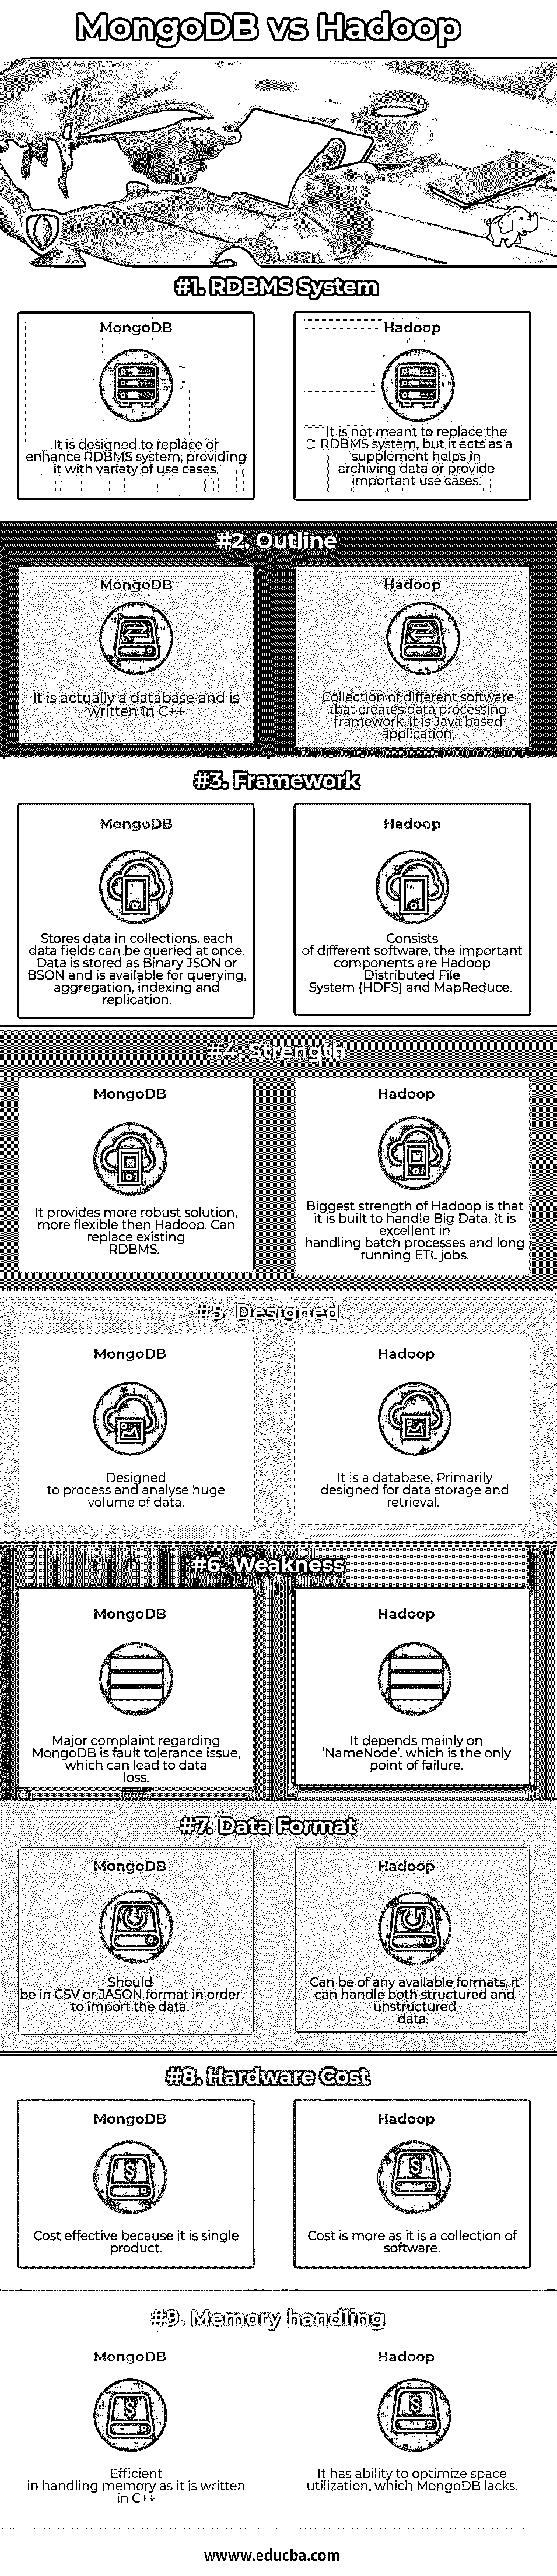 MongoDB vs Hadoop
#1. RDBMS System
MongoDB
It is designed to replace or
enhance RDBMS system, providing
it with variety of use cases.
Hadoop
It is not meant to replace the
RDBMS system, but it acts as a
supplement helps in
archiving data or provide
important use cases.
#2. Outline
MongoDB
It is actually a database and is
written in C++
Hadoop
Collection of different software
that creates data processing
framework. It is Java based
application.
#3. Framework
MongoDB
Stores data in collections, each
data fields can be queried at once.
Data is stored as Binary JSON or
BSON and is available for querying,
aggregation, indexing and
replication.
Hadoop
Consists
of different software, the important
components are Hadoop
Distributed File
System (HDFS) and MapReduce.
#4. Strength
MongoDB
It provides more robust solution,
more flexible then Hadoop. Can
replace existing
RDBMS.
Hadoop
Biggest strength of Hadoop is that
it is built to handle Big Data. It is
excellent in
handling batch processes and long
running ETL jobs.
#5. Designed
MongoDB
Designed
to process and analyse huge
volume of data.
Hadoop
It is a database, Primarily
designed for data storage and
retrieval.
#6. Weakness
MongoDB
Major complaint regarding
MongoDB is fault tolerance issue,
which can lead to data
loss.
Hadoop
It depends mainly on
‘NameNode’, which is the only
point of failure.
#7. Data Format
MongoDB
Should
be in CSV or JASON format in order
to import the data.
Hadoop
Can be of any available formats, it
can handle both structured and
unstructured
data.
#8. Hardware Cost
MongoDB
Cost effective because it is single
product.
Hadoop
Cost is more as it is a collection of
software.
#9. Memory handling
MongoDB
Efficient
in handling memory as it is written
in C++
Hadoop
It has ability to optimize space
utilization, which MongoDB lacks.
wwww.educba.com